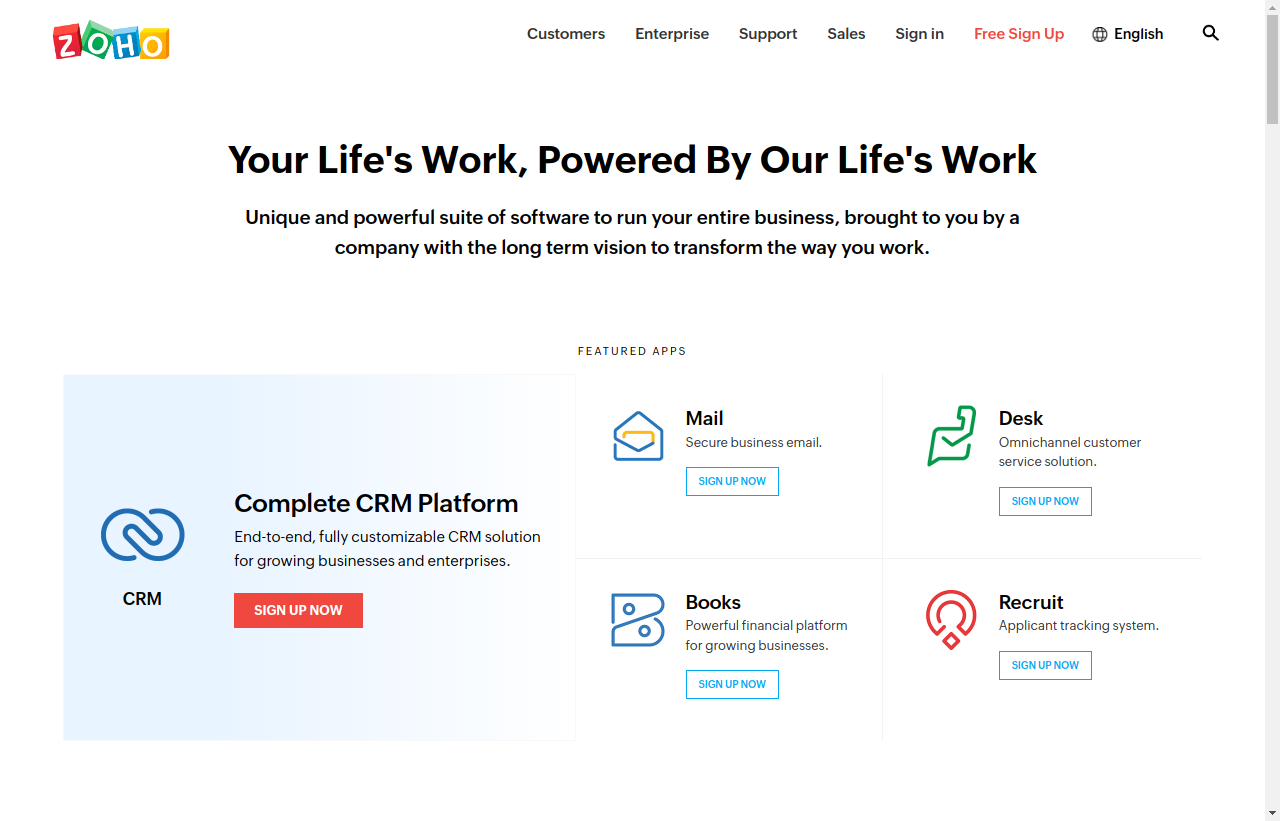 ZOHO
Customers Enterprise Support Sales Sign in Free Sign Up English
Your Life's Work, Powered By Our Life's Work
Unique and powerful suite of software to run your entire business, brought to you by a
company with the long term vision to transform the way you work.
FEATURED APPS
CRM
Complete CRM Platform
End-to-end, fully customizable CRM solution
for growing businesses and enterprises.
SIGN UP NOW
Mail
Secure business email.
SIGN UP NOW
Desk
Omnichannel customer
service solution.
SIGN UP NOW
Books
Powerful financial platform
for growing businesses.
SIGN UP NOW
Recruit
Applicant tracking system.
SIGN UP NOW